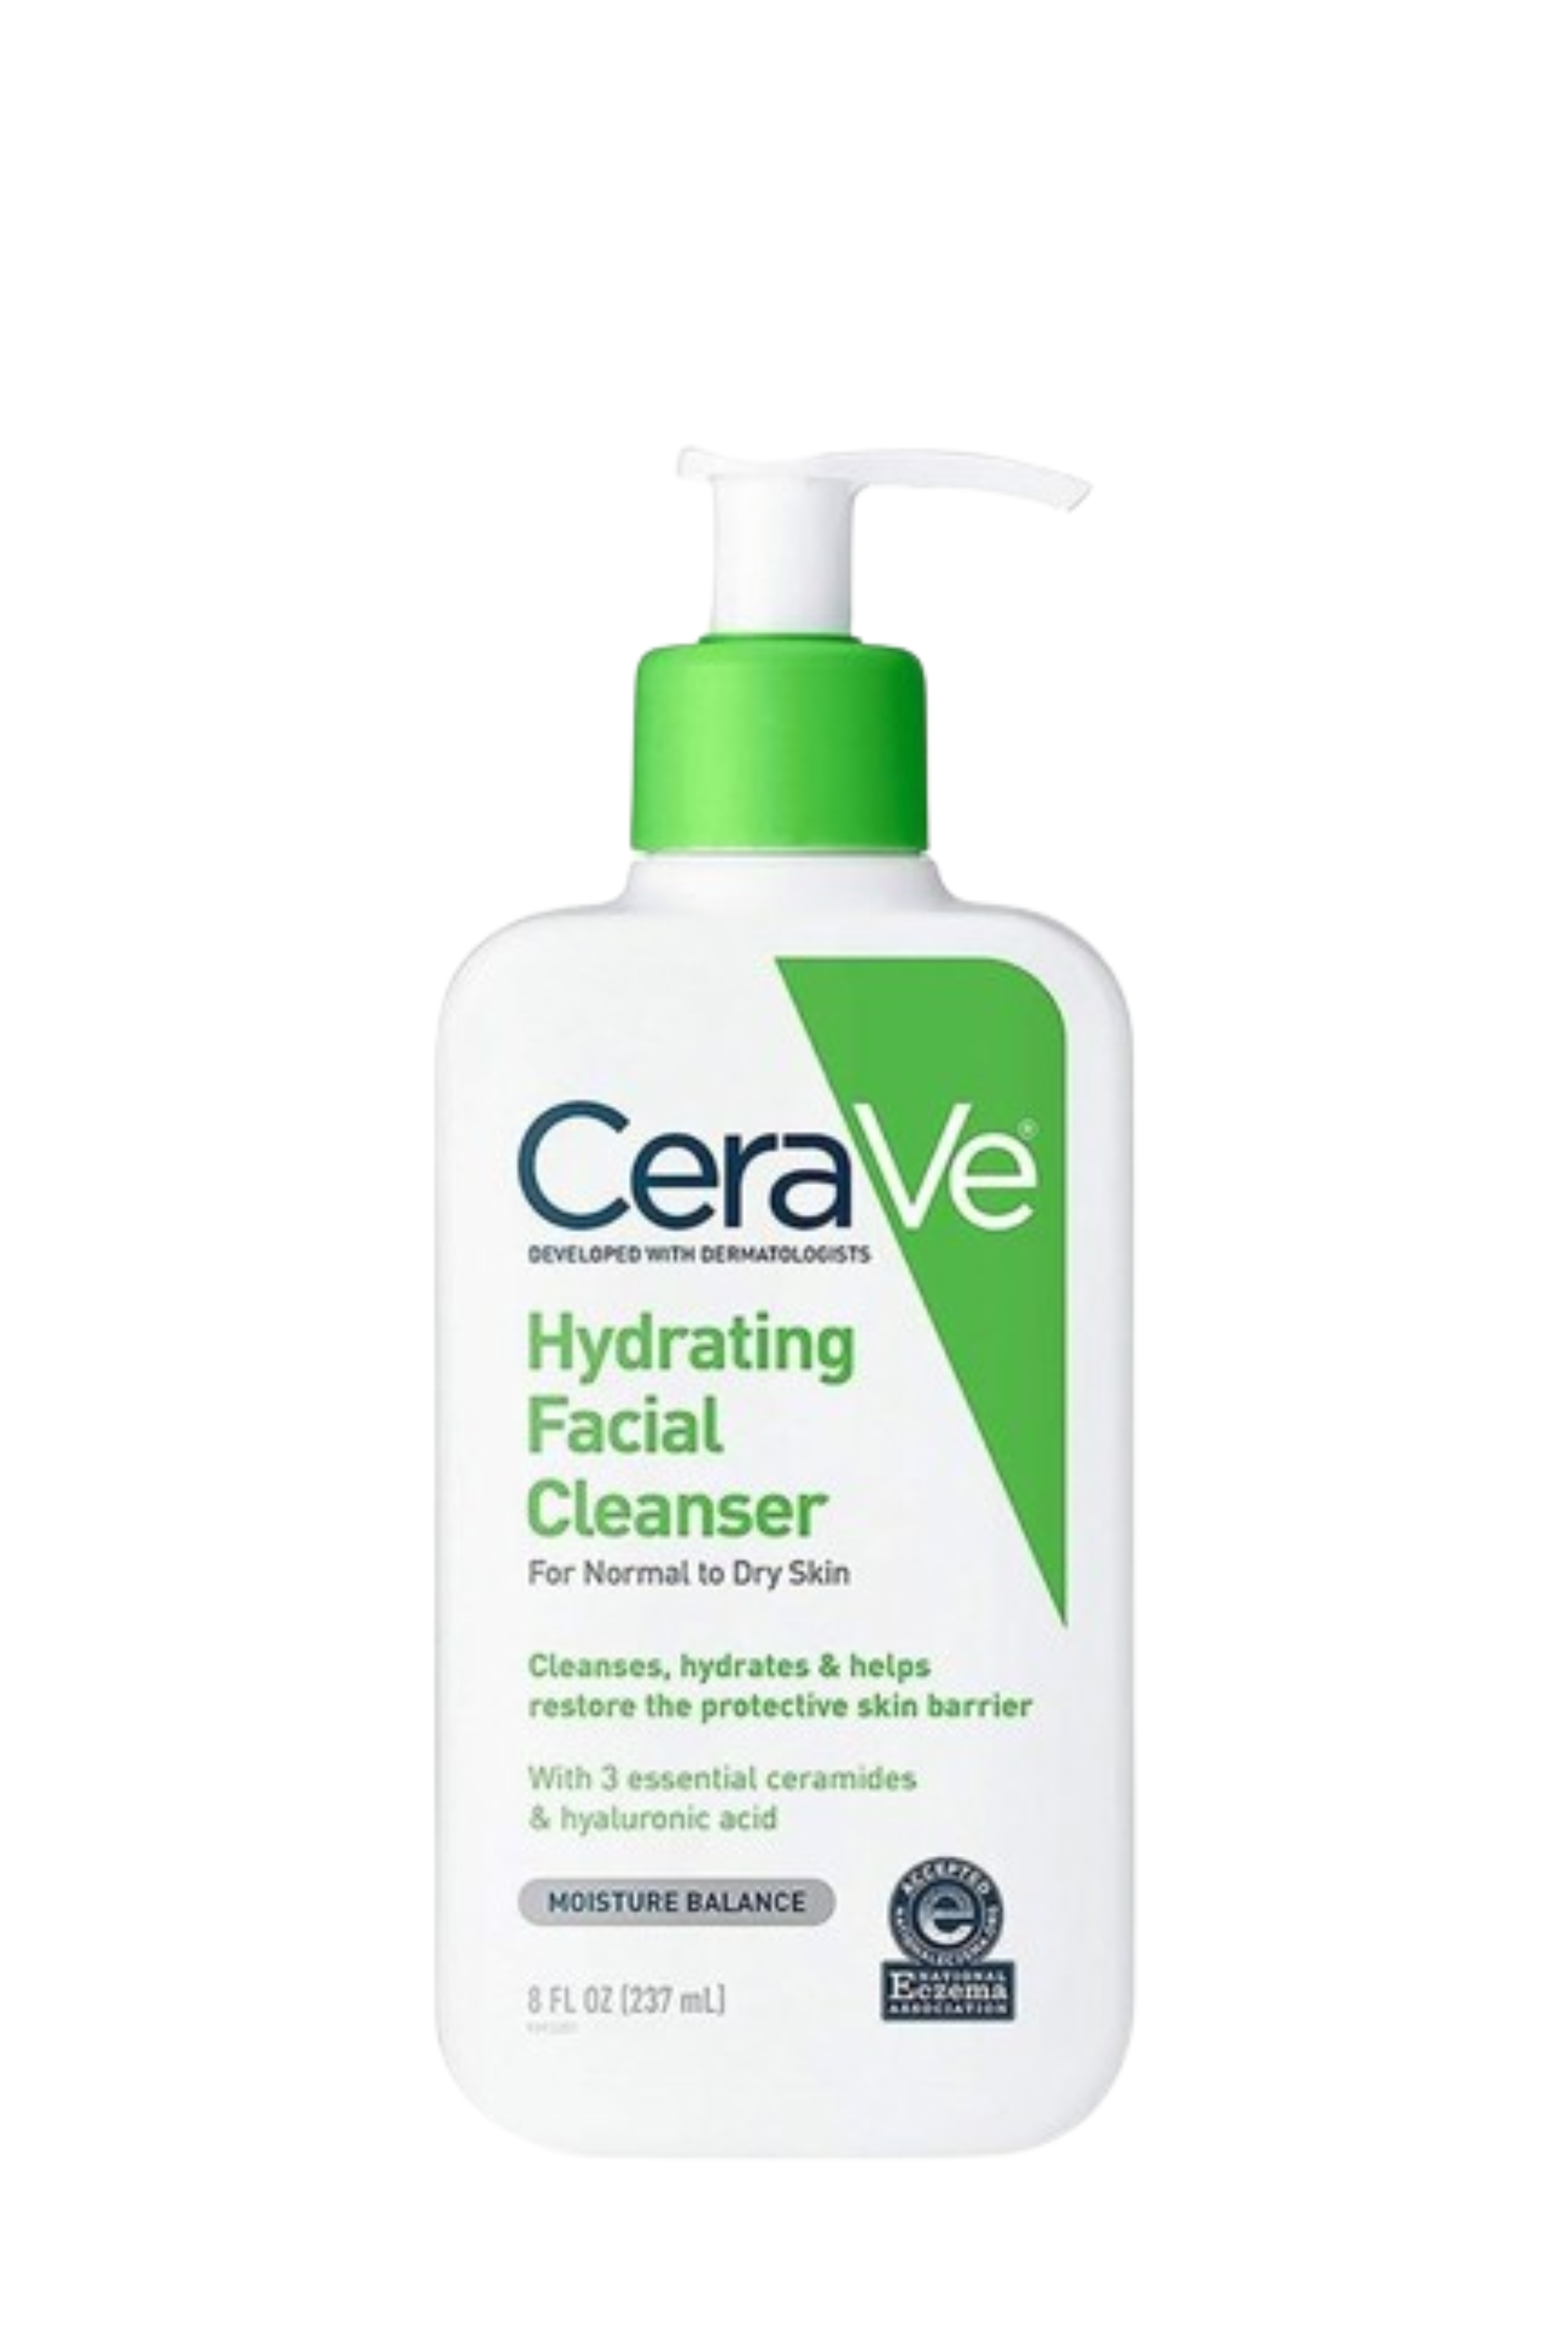 CeraVe®
DEVELOPED WITH DERMATOLOGISTS
Hydrating
Facial
Cleanser
For Normal to Dry Skin
Cleanses, hydrates & helps
restore the protective skin barrier
With 3 essential ceramides
& hyaluronic acid
MOISTURE BALANCE
ACCEPTED
e
NATIONAL
Eczema
ASSOCIATION
8 FL OZ [237 mL]